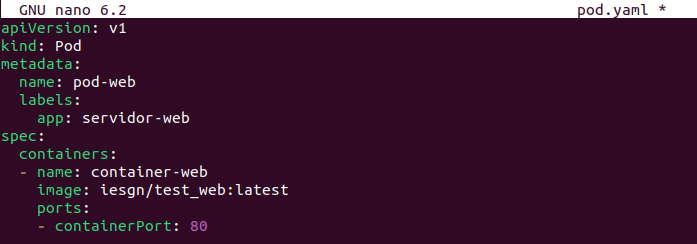 GNU nano 6.2 pod.yaml *
apiVersion: v1
kind: Pod
metadata:
  name: pod-web
  labels:
    app: servidor-web
spec:
  containers:
  - name: container-web
    image: iesgn/test_web:latest
    ports:
    - containerPort: 80